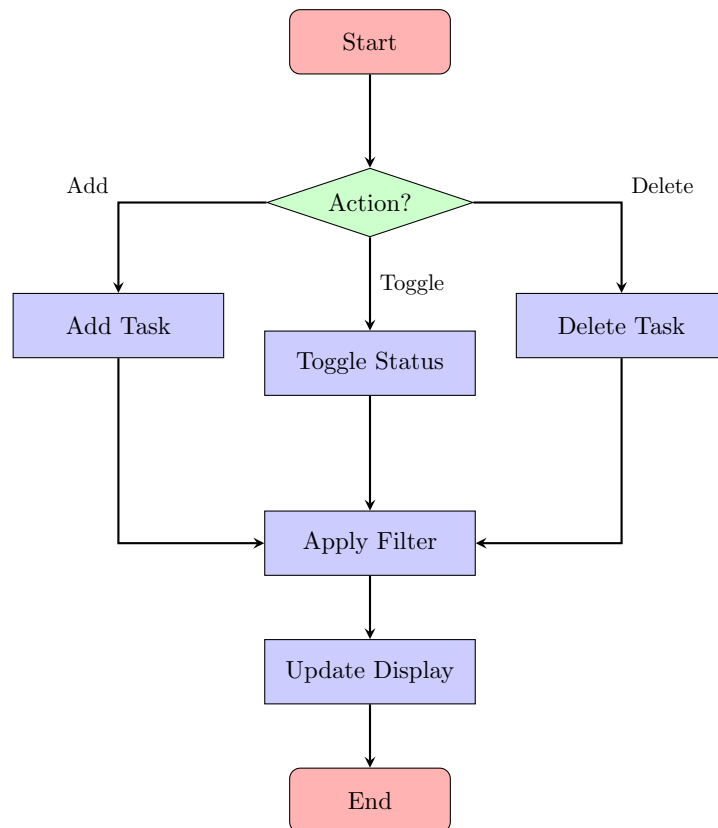 Start
Add
Action?
Delete
Toggle
Add Task
Toggle Status
Delete Task
Apply Filter
Update Display
End